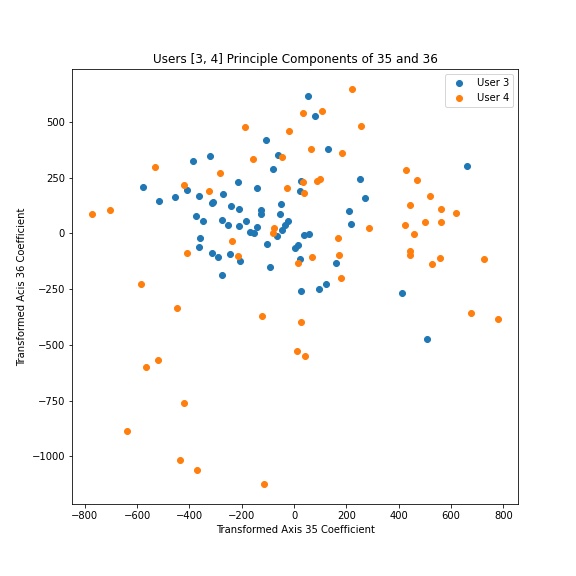 Users [3, 4] Principle Components of 35 and 36
User 3
User 4
Transformed Acis 36 Coefficient
500
250
0
−250
−500
−750
−1000
−800 −600 −400 −200 0 200 400 600 800
Transformed Axis 35 Coefficient